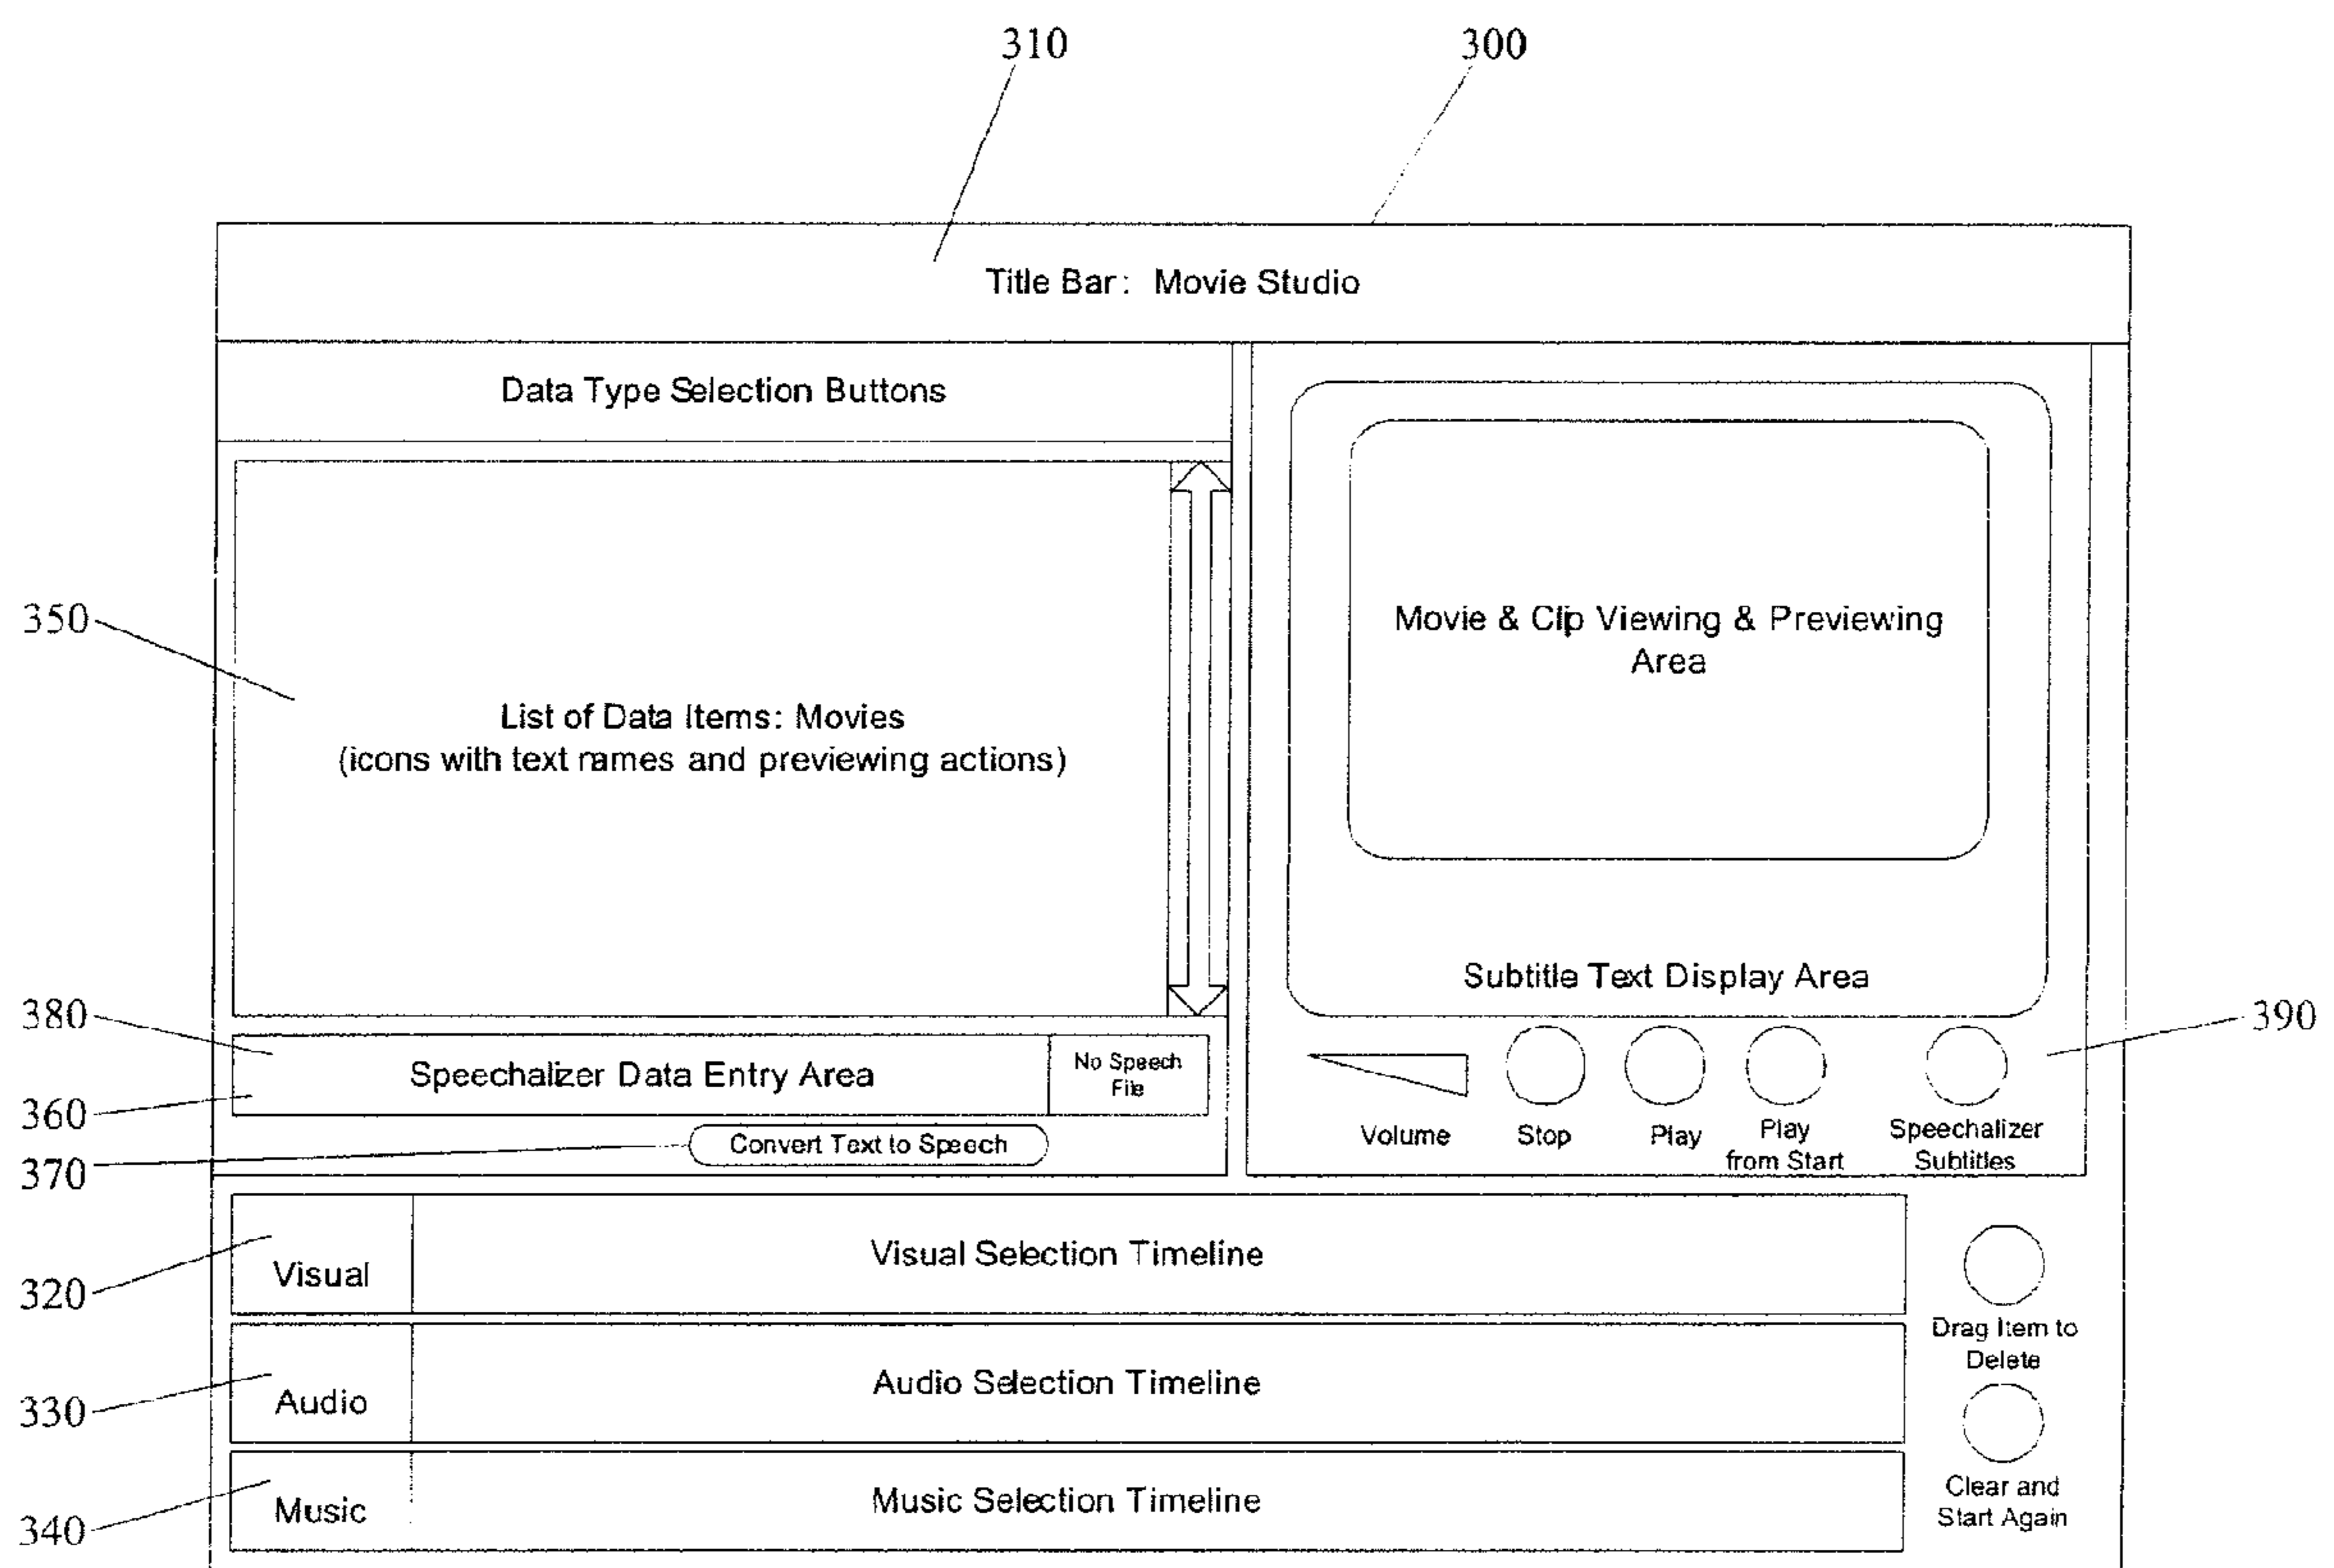 310
300
Title Bar: Movie Studio
Data Type Selection Buttons
350
List of Data Items: Movies
(icons with text names and previewing actions)
Movie & Clip Viewing & Previewing
Area
Subtitle Text Display Area
380
360
370
Speechalizer Data Entry Area
No Speech
File
Convert Text to Speech
390
Volume
Stop
Play
Play
from Start
Speechalizer
Subtitles
320
Visual
Visual Selection Timeline
330
Audio
Audio Selection Timeline
340
Music
Music Selection Timeline
Drag Item to
Delete
Clear and
Start Again